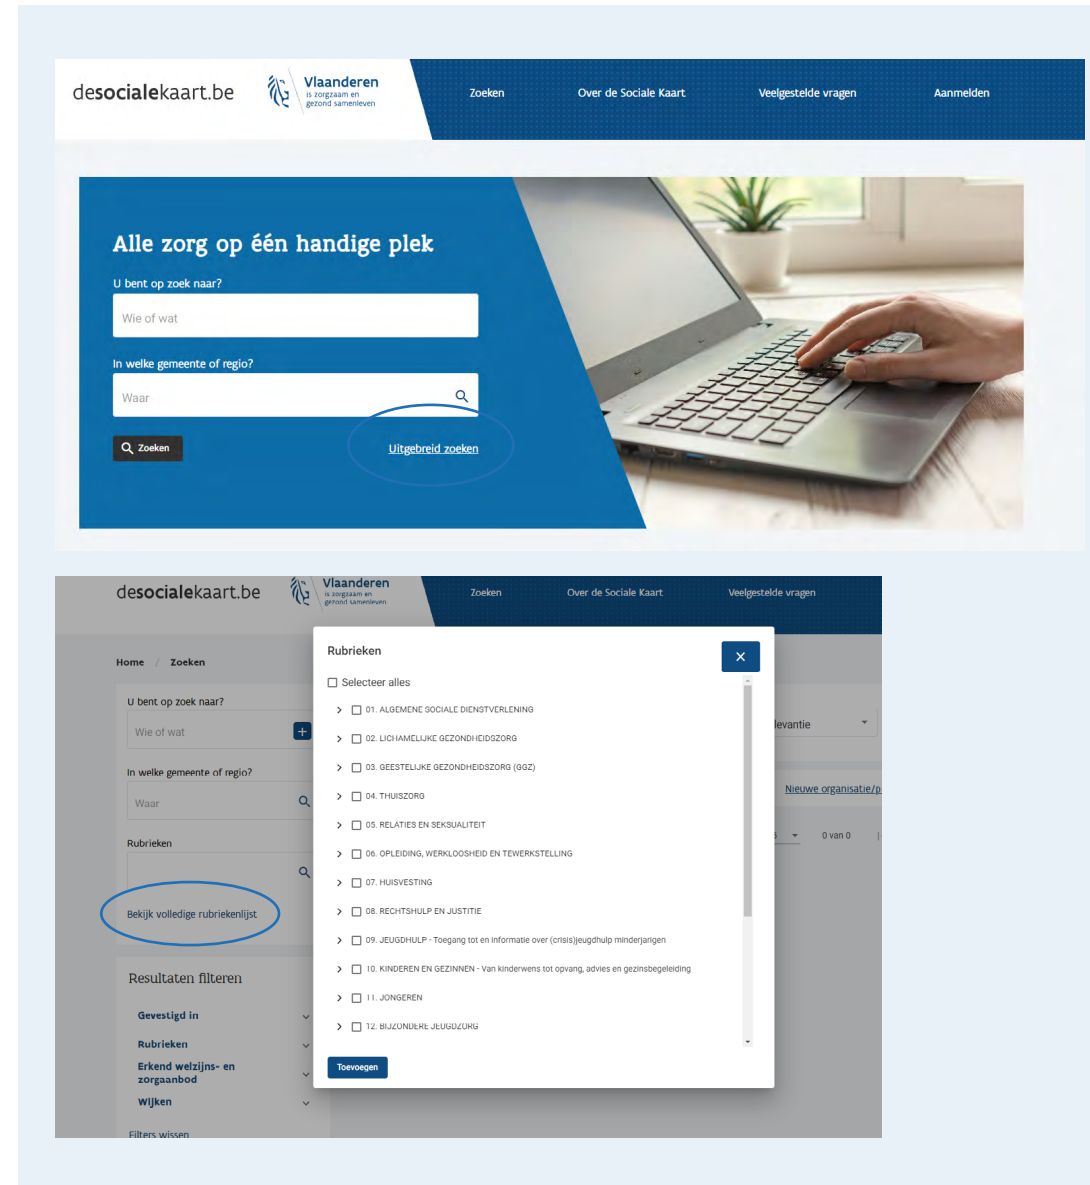 desocialekaart.be
Vlaanderen
is zorgzaam en
gezond samenleven
Zoeken
Over de Sociale Kaart
Veelgestelde vragen
Aanmelden
Alle zorg op één handige plek
U bent op zoek naar?
Wie of wat
In welke gemeente of regio?
Waar
Zoeken
Uitgebreid zoeken
desocialekaart.be
Vlaanderen
is zorgzaam en
gezond samenleven
Zoeken
Over de Sociale Kaart
Veelgestelde vragen
Home / Zoeken
U bent op zoek naar?
Wie of wat
In welke gemeente of regio?
Waar
Rubrieken
Bekijk volledige rubriekenlijst
Resultaten filteren
Gevestigd in
Rubrieken
Erkend welzijns- en
zorgaanbod
Wijken
Filters wissen
Rubrieken
Selecteer alles
01. ALGEMENE SOCIALE DIENSTVERLENING
02. LICHAMELIJKE GEZONDHEIDSZORG
03. GEESTELIJKE GEZONDHEIDSZORG (GGZ)
04. THUISZORG
05. RELATIES EN SEKSUALITEIT
06. OPLEIDING, WERKLOOSHEID EN TEWERKSTELLING
07. HUISVESTING
08. RECHTSHULP EN JUSTITIE
09. JEUGDHULP - Toegang tot en informatie over (crisis)jeugdhulp minderjarigen
10. KINDEREN EN GEZINNEN - Van kinderwens tot opvang, advies en gezinsbegeleiding
11. JONGEREN
12. BIJZONDERE JEUGDZORG
Toevoegen
levantie
Nieuwe organisatie/p
0 van 0